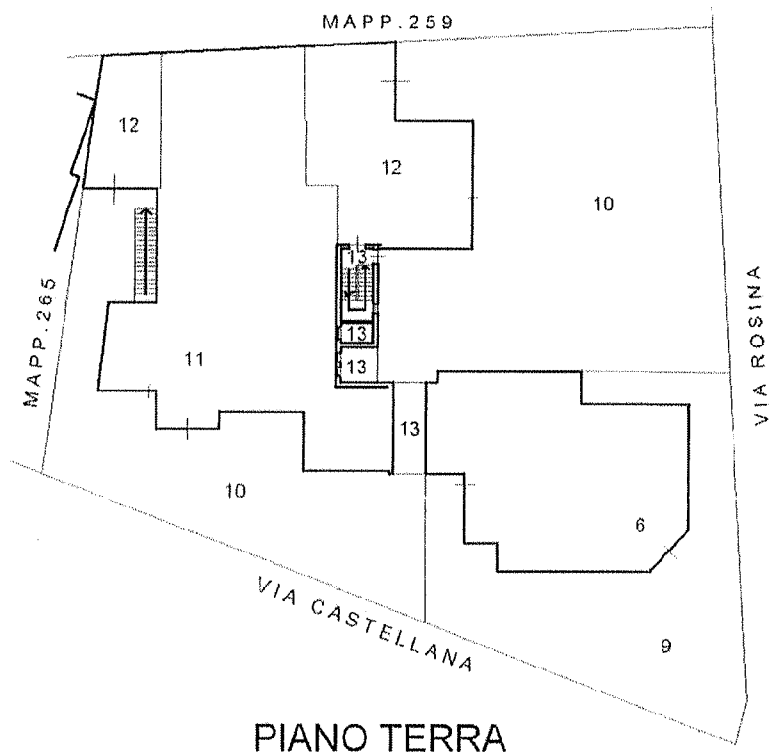 MAPP.259
12
12
10
MAPP.265
13
VIA ROSINA
13
11
13
13
10
6
VIA CASTELLANA
9
PIANO TERRA